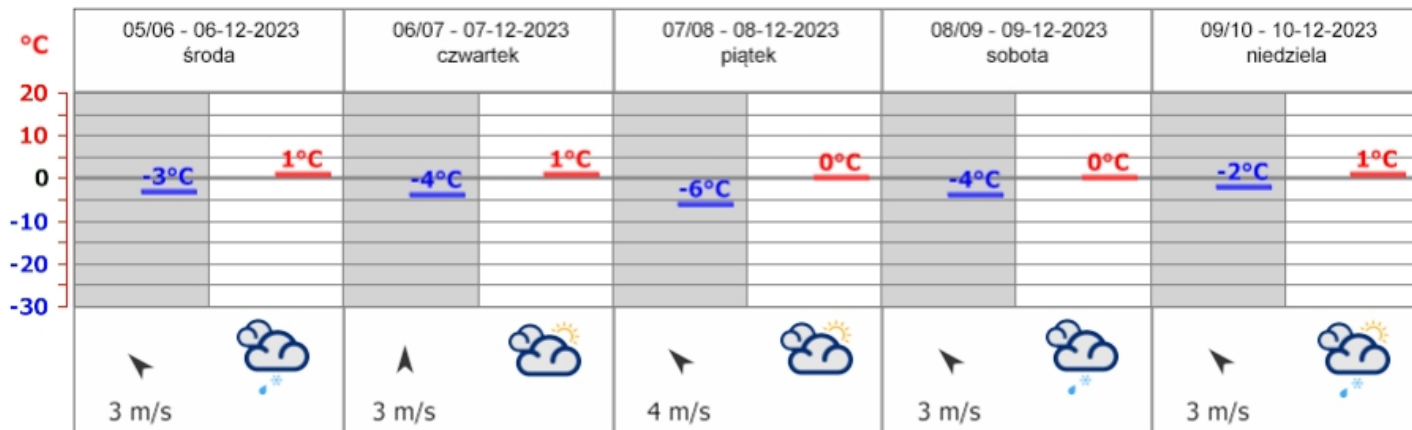 °C
05/06 - 06-12-2023
środa
06/07 - 07-12-2023
czwartek
07/08 - 08-12-2023
piątek
08/09 - 09-12-2023
sobota
09/10 - 10-12-2023
niedziela
20
10
0
-10
-20
-30
-3°C
1°C
-4°C
1°C
-6°C
0°C
-4°C
0°C
-2°C
1°C
3 m/s
3 m/s
4 m/s
3 m/s
3 m/s